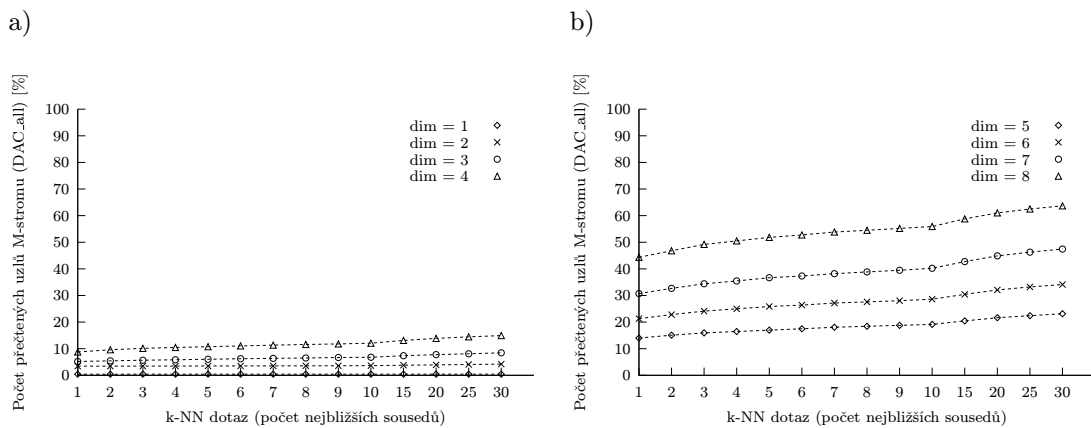 a)
Počet přečtených uzlů M-stromu (DAC_all) [%]
100
90
80
70
60
50
40
30
20
10
0
1 2 3 4 5 6 7 8 9 10 15 20 25 30
k-NN dotaz (počet nejbližších sousedů)
dim = 1
dim = 2
dim = 3
dim = 4
b)
Počet přečtených uzlů M-stromu (DAC_all) [%]
100
90
80
70
60
50
40
30
20
10
0
1 2 3 4 5 6 7 8 9 10 15 20 25 30
k-NN dotaz (počet nejbližších sousedů)
dim = 5
dim = 6
dim = 7
dim = 8